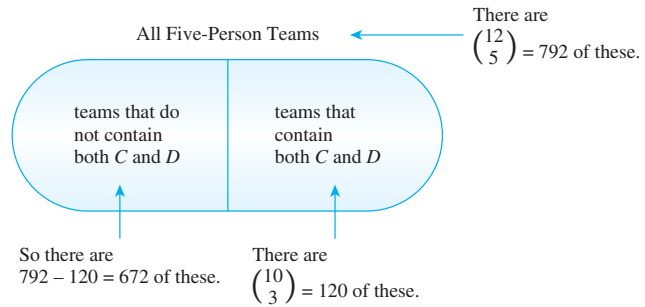 There are
All Five-Person Teams
(12 5) = 792 of these.
teams that do
not contain
both C and D
teams that
contain
both C and D
So there are
792 – 120 = 672 of these.
There are
(10 3) = 120 of these.